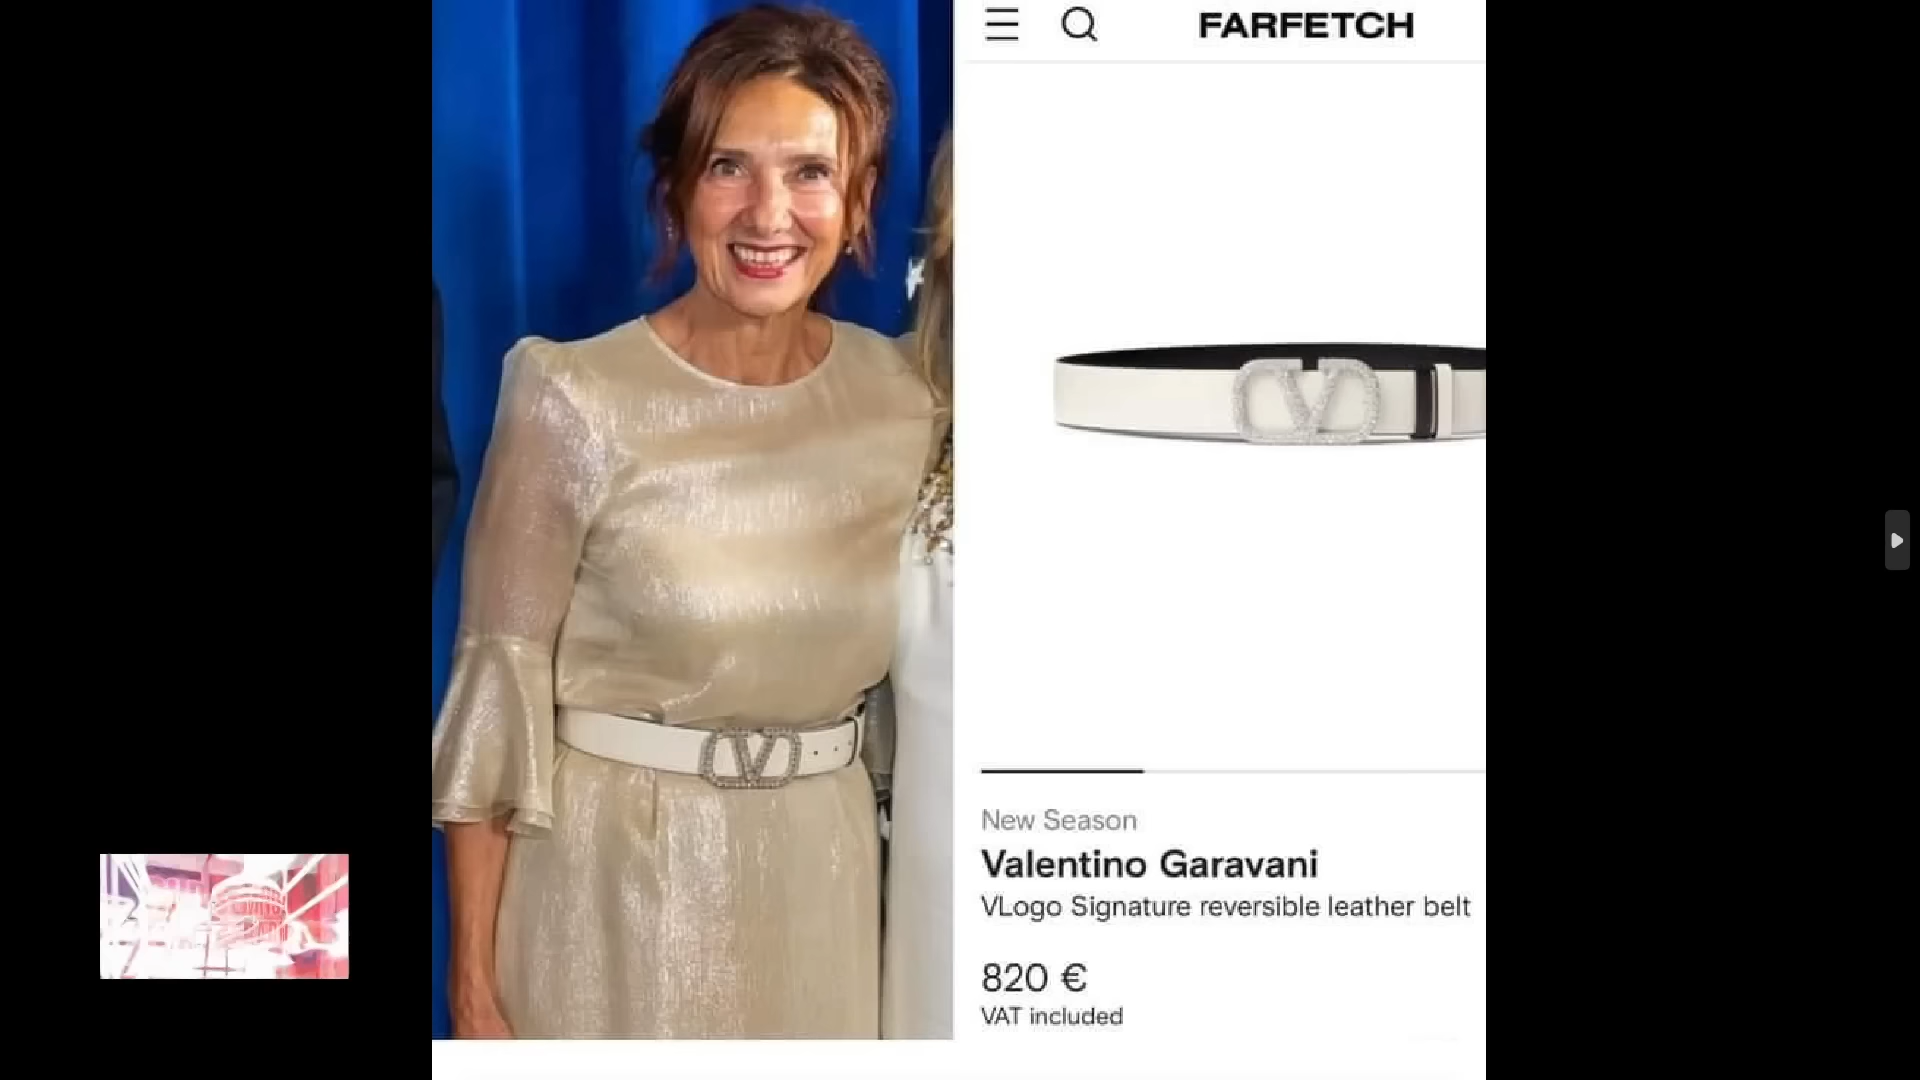 FARFETCH
New Season
Valentino Garavani
VLogo Signature reversible leather belt
820 €
VAT included